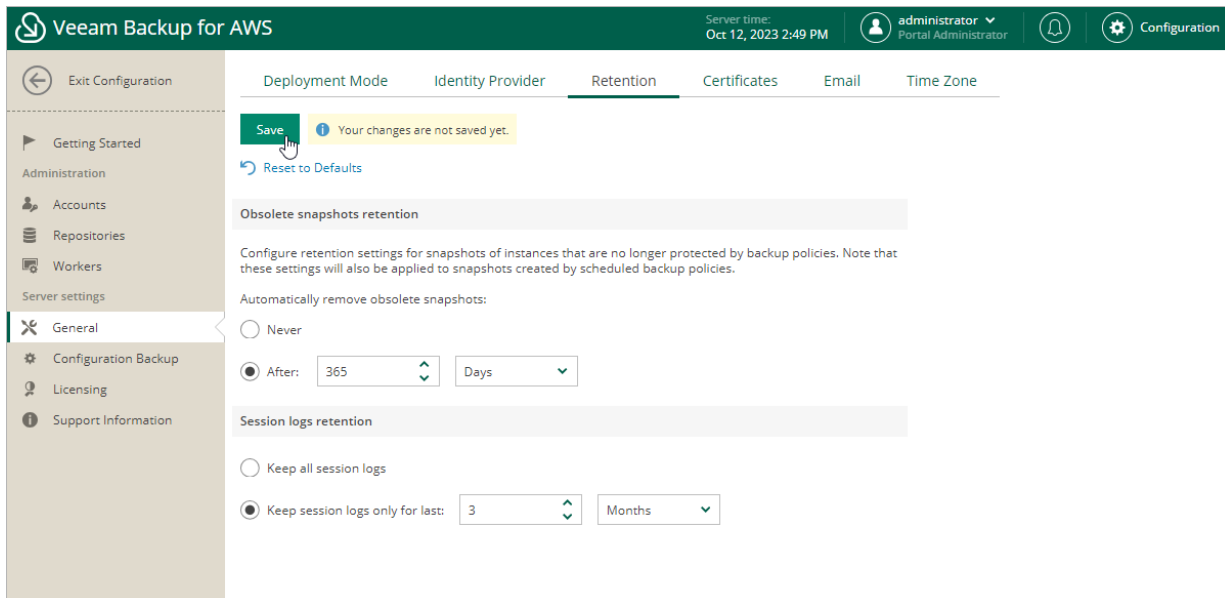 Veeam Backup for AWS
Server time:
Oct 12, 2023 2:49 PM
administrator
Portal Administrator
Configuration
Exit Configuration
Getting Started
Administration
Accounts
Repositories
Workers
Server settings
General
Configuration Backup
Licensing
Support Information
Deployment Mode Identity Provider Retention Certificates Email Time Zone
Save Your changes are not saved yet.
Reset to Defaults
Obsolete snapshots retention
Configure retention settings for snapshots of instances that are no longer protected by backup policies. Note that
these settings will also be applied to snapshots created by scheduled backup policies.
Automatically remove obsolete snapshots:
Never
After: 365 Days
Session logs retention
Keep all session logs
Keep session logs only for last: 3 Months